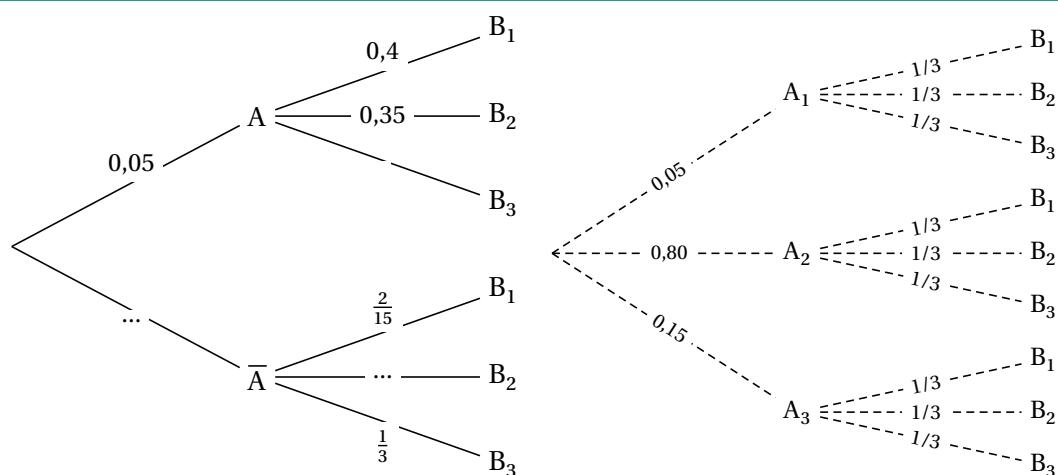 B₁
0,4
A
0,35
B₂
0,05
B₃
...
B₁
2/15
A̅
...
B₂
1/3
B₃
B₁
1/3
A₁
1/3
B₂
1/3
B₃
0,05
B₁
1/3
0,80
A₂
1/3
B₂
1/3
B₃
0,15
B₁
1/3
A₃
1/3
B₂
1/3
B₃